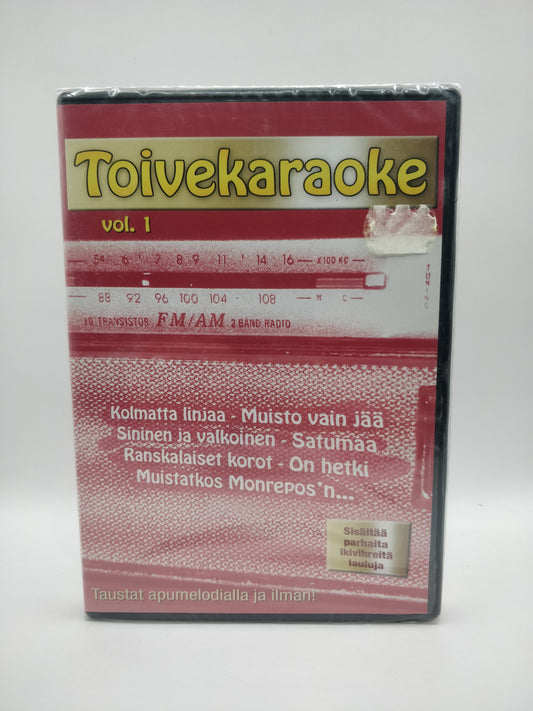 Toivekaraoke
vol. 1
54 6 7 8 9 11 14 16 X100 KC
TUNING
88 92 96 100 104 108 M C
10 TRANSISTOR FM/AM 2 BAND RADIO
Kolmatta linjaa - Muisto vain jää
Sininen ja valkoinen - Satumaa
Ranskalaiset korot - On hetki
Muistatkos Monrepos'n...
Sisältää
parhaita
ikivihreitä
lauluja
Taustat apumelodialla ja ilman!